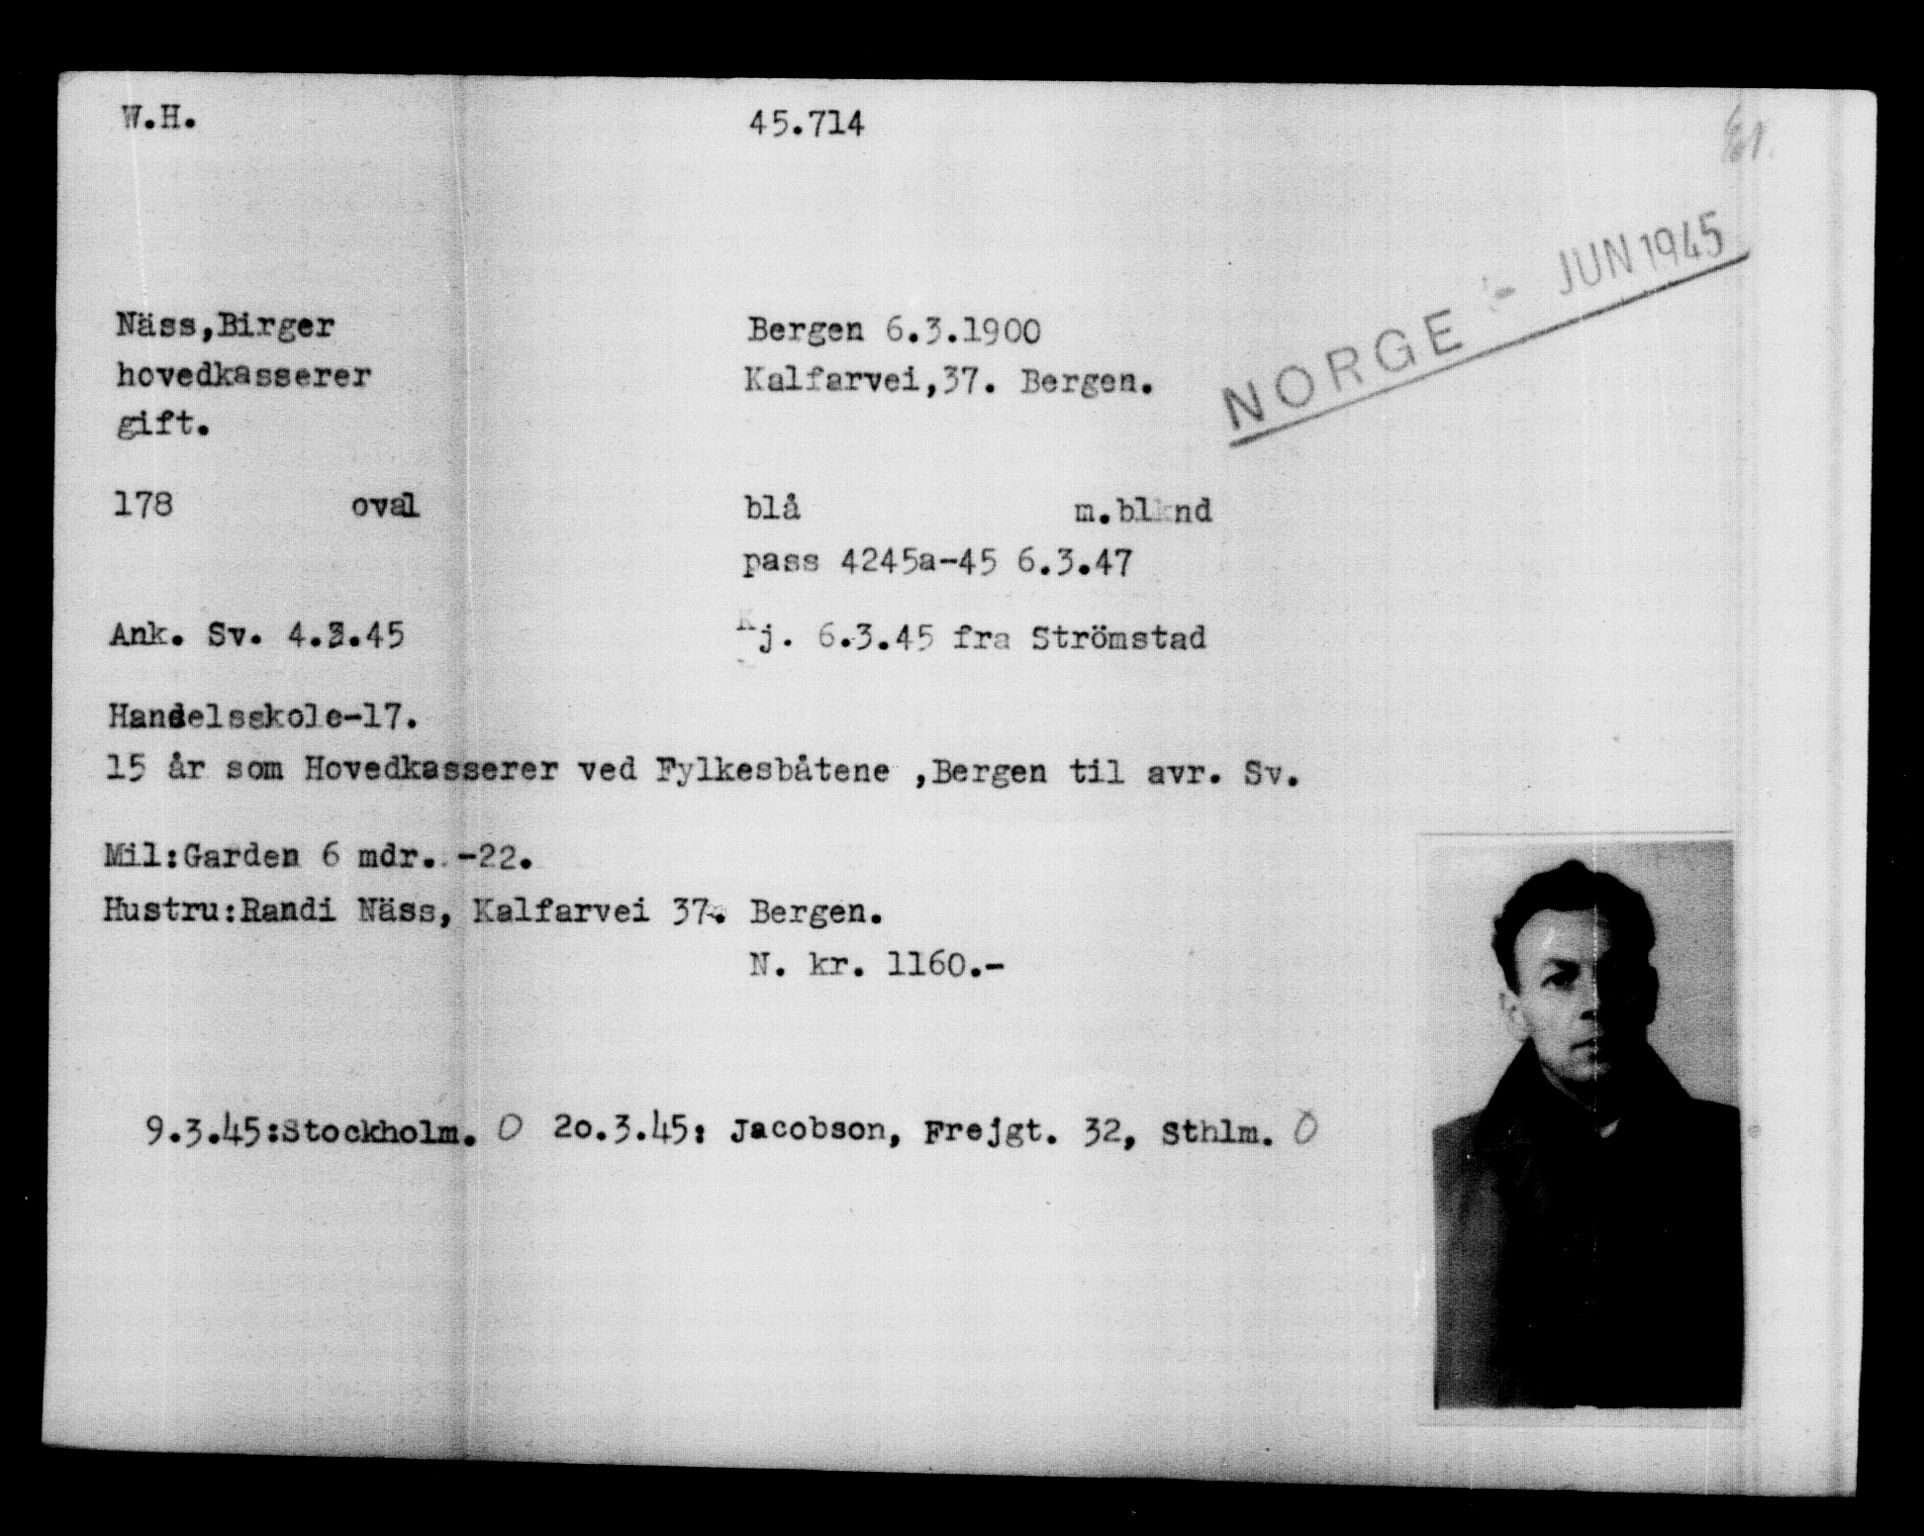 W.H. 45.714
NORGE - JUN 1945
Näss,Birger Bergen 6.3.1900
hovedkasserer Kalfarvei,37. Bergen.
gift.
178 oval blå m.blknd
pass 4245a-45 6.3.47
Ank. Sv. 4.3.45 Kj. 6.3.45 fra Strömstad
Handelsskole-17.
15 år som Hovedkasserer ved Fylkesbåtene ,Bergen til avr. Sv.
Mil:Garden 6 mdr. -22.
Hustru:Randi Näss, Kalfarvei 37. Bergen.
N. kr. 1160.-
9.3.45:Stockholm. O 20.3.45: Jacobson, Frejgt. 32, Sthlm. O